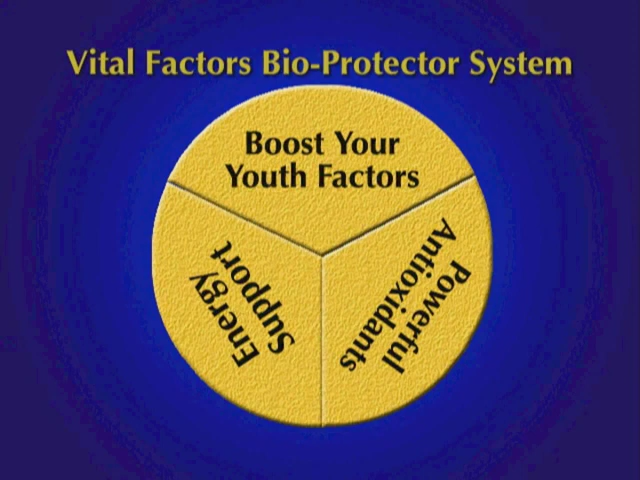 Vital Factors Bio-Protector System
Boost Your
Youth Factors
Energy
Support
Powerful
Antioxidants